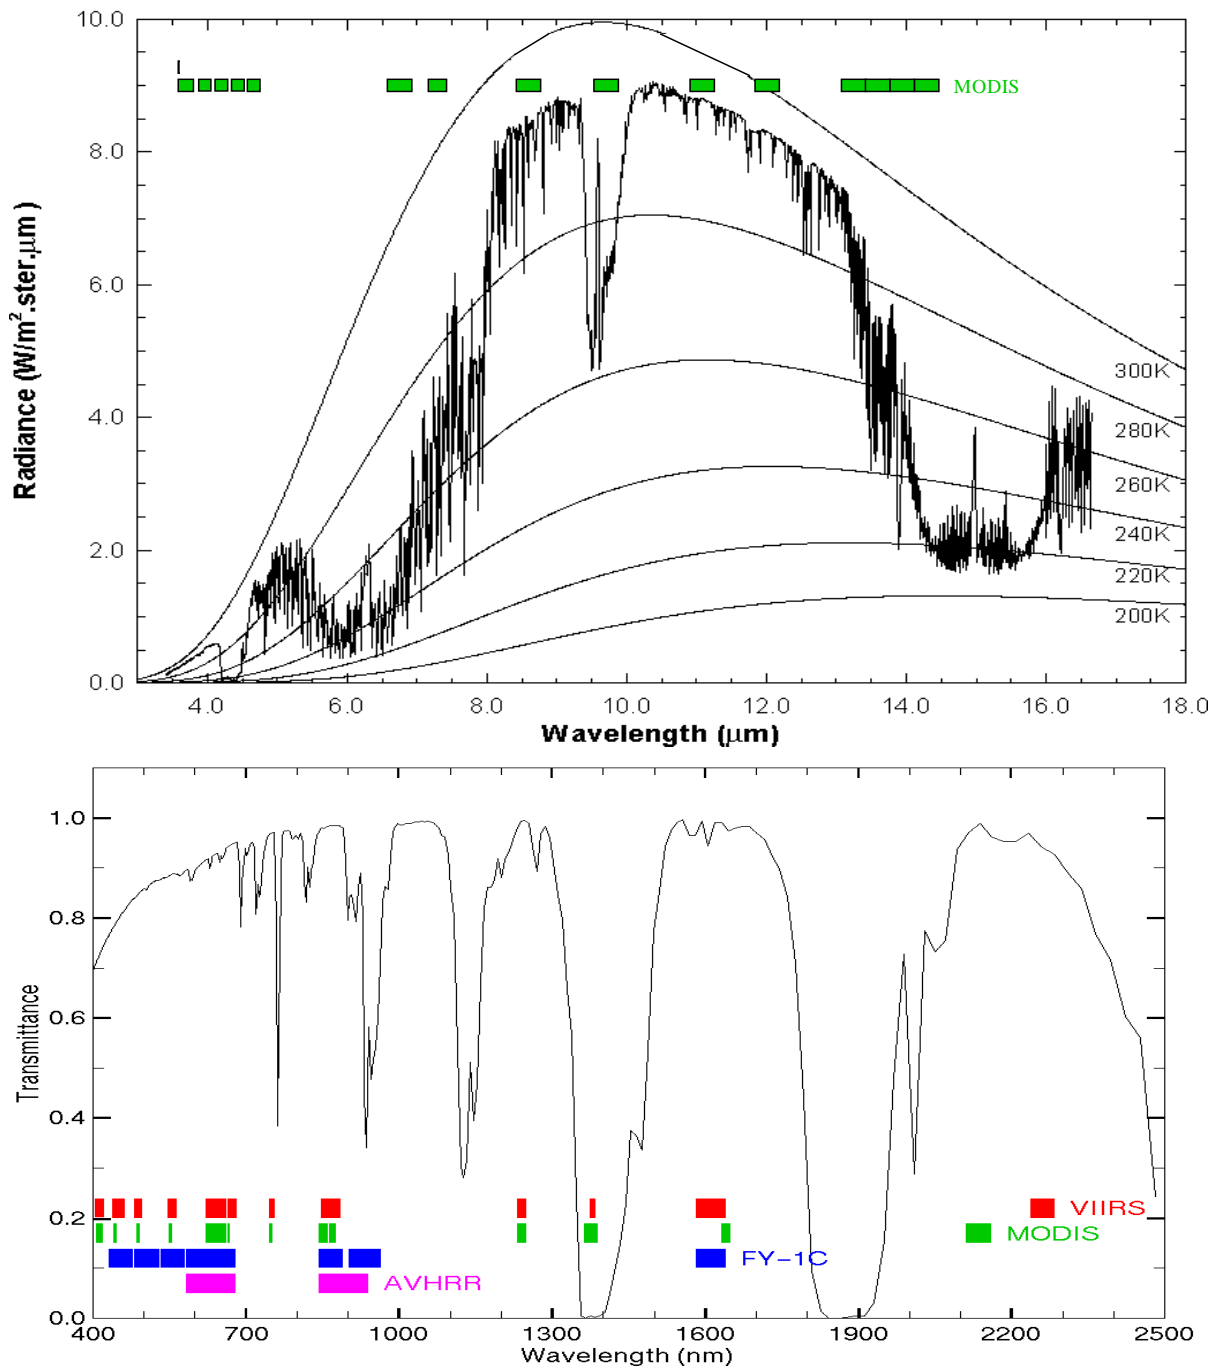 10.0
8.0
6.0
4.0
2.0
0.0
Radiance (W/m².ster.μm)
MODIS
300K
280K
260K
240K
220K
200K
4.0 6.0 8.0 10.0 12.0 14.0 16.0 18.0
Wavelength (μm)
1.0
0.8
0.6
0.4
0.2
0.0
Transmittance
VIIRS
MODIS
FY-1C
AVHRR
400 700 1000 1300 1600 1900 2200 2500
Wavelength (nm)